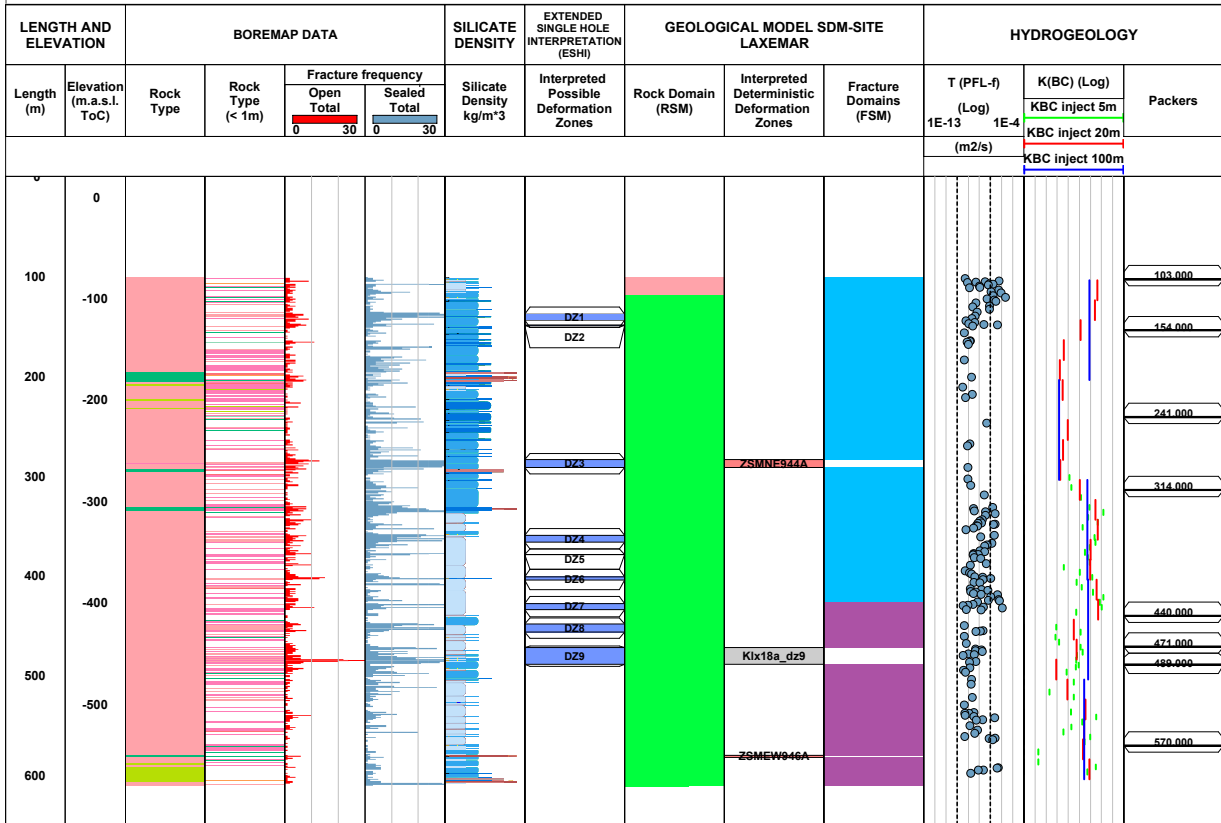 LENGTH AND
ELEVATION
BOREMAP DATA
SILICATE
DENSITY
EXTENDED
SINGLE HOLE
INTERPRETATION
(ESHI)
GEOLOGICAL MODEL SDM-SITE
LAXEMAR
HYDROGEOLOGY
Length
(m)
Elevation
(m.a.s.l.
ToC)
Rock
Type
Rock
Type
(< 1m)
Fracture frequency
Open
Total
0 30
Sealed
Total
0 30
Silicate
Density
kg/m*3
Interpreted
Possible
Deformation
Zones
Rock Domain
(RSM)
Interpreted
Deterministic
Deformation
Zones
Fracture
Domains
(FSM)
T (PFL-f)
(Log)
1E-13 1E-4
(m2/s)
K(BC) (Log)
KBC inject 5m
KBC inject 20m
KBC inject 100m
Packers
0
0
100
103.000
-100
DZ1
154.000
DZ2
200
-200
241.000
DZ3
ZSMNE944A
300
314.000
-300
DZ4
DZ5
400
DZ6
-400
DZ7
440.000
DZ8
471.000
DZ9
Klx18a_dz9
489.000
500
-500
570.000
ZSMEW946A
600